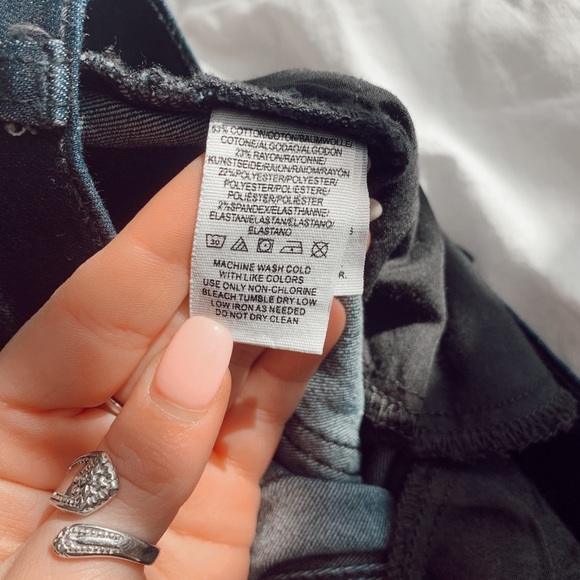 53% COTTON/COTON/BAUMWOLLE/
COTONE/ALGODÃO/ALGODÓN
23% RAYON/RAYONNE/
KUNSTSEIDE/RAION/RAIOM/RAYÓN
22%POLYESTER/POLYESTER/
POLYESTER/POLIESTERE/
POLIÉSTER/POLIÉSTER
2%SPANDEX/ELASTHANNE/
ELASTAN/ELASTAN/ELASTANO/
ELASTANO
30
MACHINE WASH COLD
WITH LIKE COLORS
USE ONLY NON-CHLORINE
BLEACH TUMBLE DRY LOW
LOW IRON AS NEEDED
DO NOT DRY CLEAN
R.